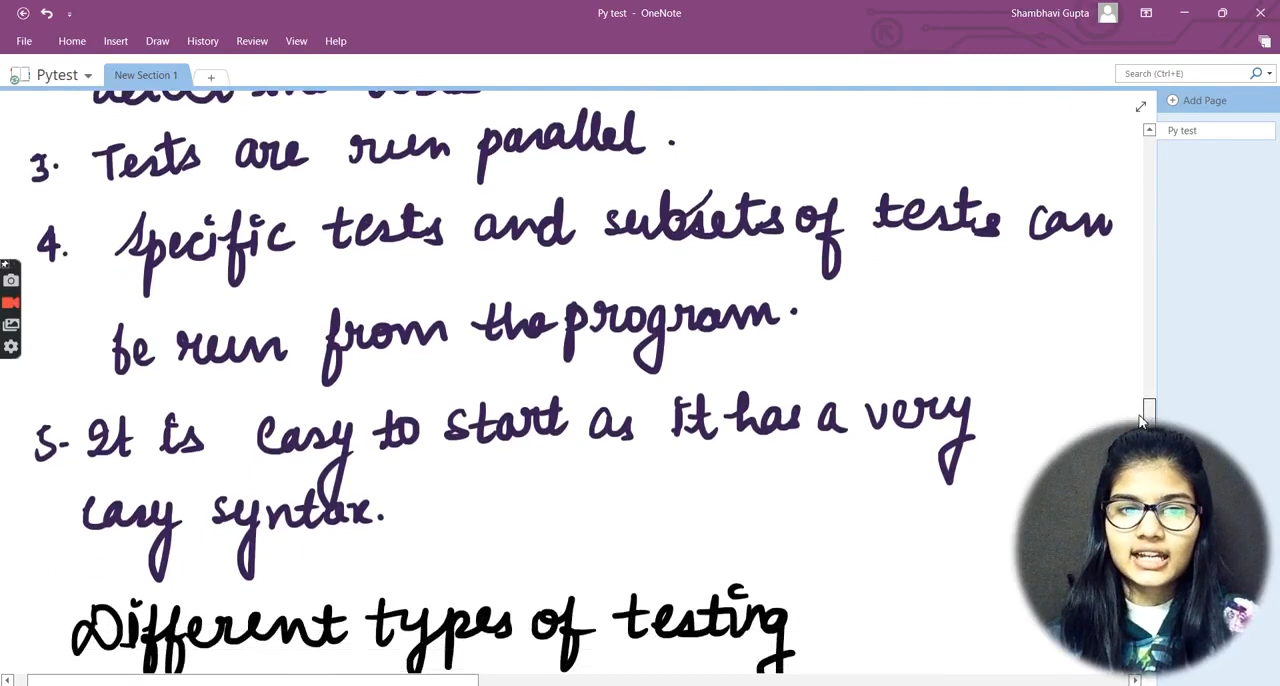 Py test - OneNote
Shambhavi Gupta
File Home Insert Draw History Review View Help
Pytest
New Section 1
+
Search (Ctrl+E)
Add Page
Py test
3. Tests are run parallel.
4. Specific tests and subsets of tests can
be run from the program.
5- It is easy to start as it has a very
easy syntax.
Different types of testing